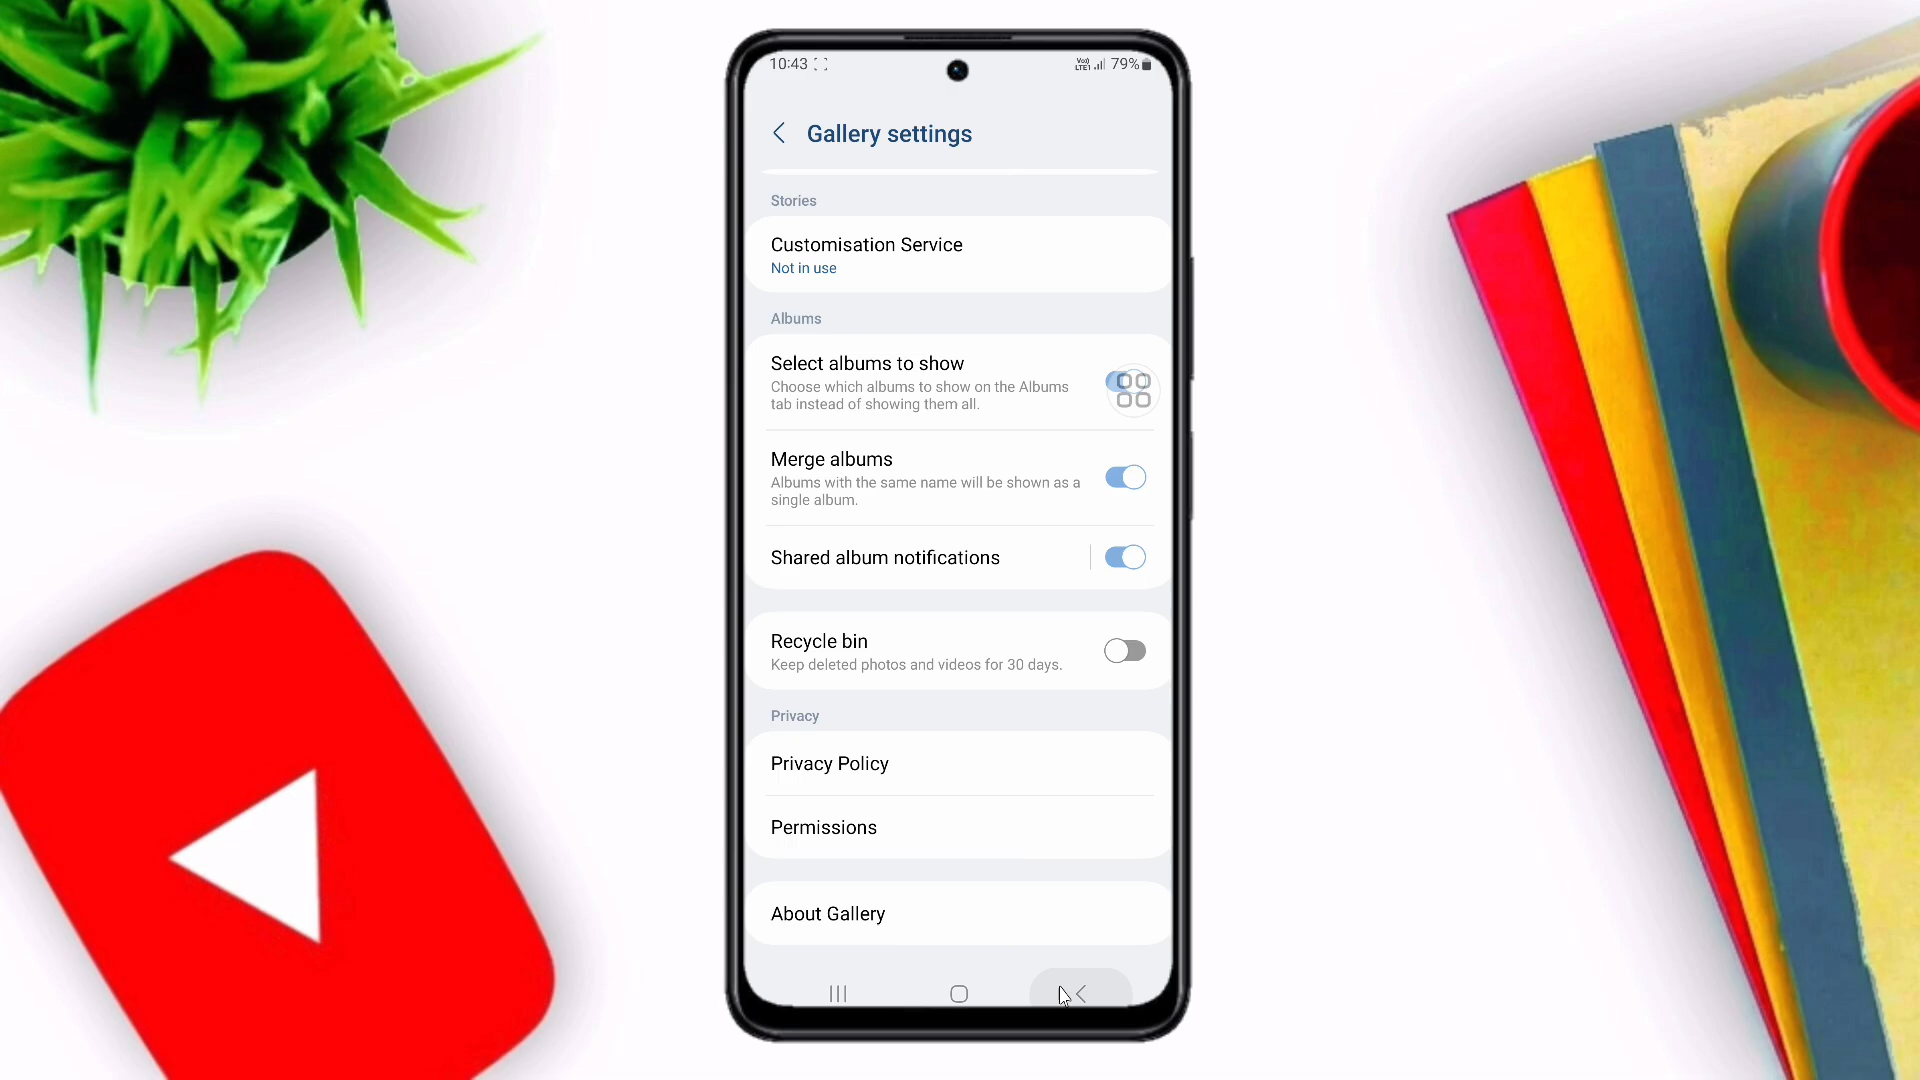 10:43
Vo))
LTE1
79%
Gallery settings
Stories
Customisation Service
Not in use
Albums
Select albums to show
Choose which albums to show on the Albums
tab instead of showing them all.
Merge albums
Albums with the same name will be shown as a
single album.
Shared album notifications
Recycle bin
Keep deleted photos and videos for 30 days.
Privacy
Privacy Policy
Permissions
About Gallery